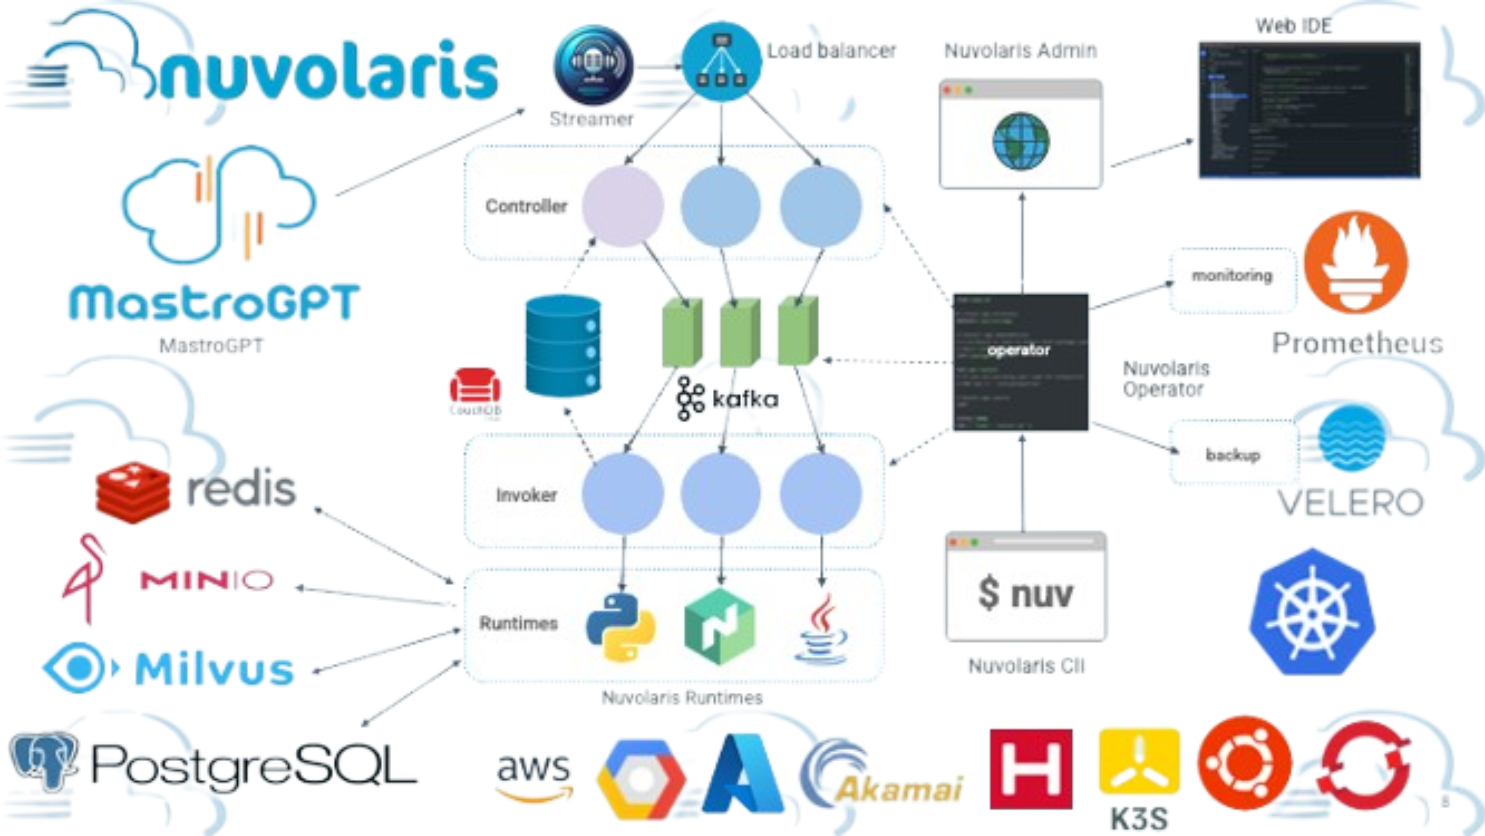 nuvolaris
Streamer
Load balancer
Nuvolaris Admin
Web IDE
MastroGPT
MastroGPT
Controller
CouchDB
kafka
operator
Nuvolaris
Operator
monitoring
Prometheus
backup
VELERO
redis
MINIO
Milvus
PostgreSQL
Invoker
Runtimes
Nuvolaris Runtimes
$ nuv
Nuvolaris CII
aws
Akamai
K3S
8